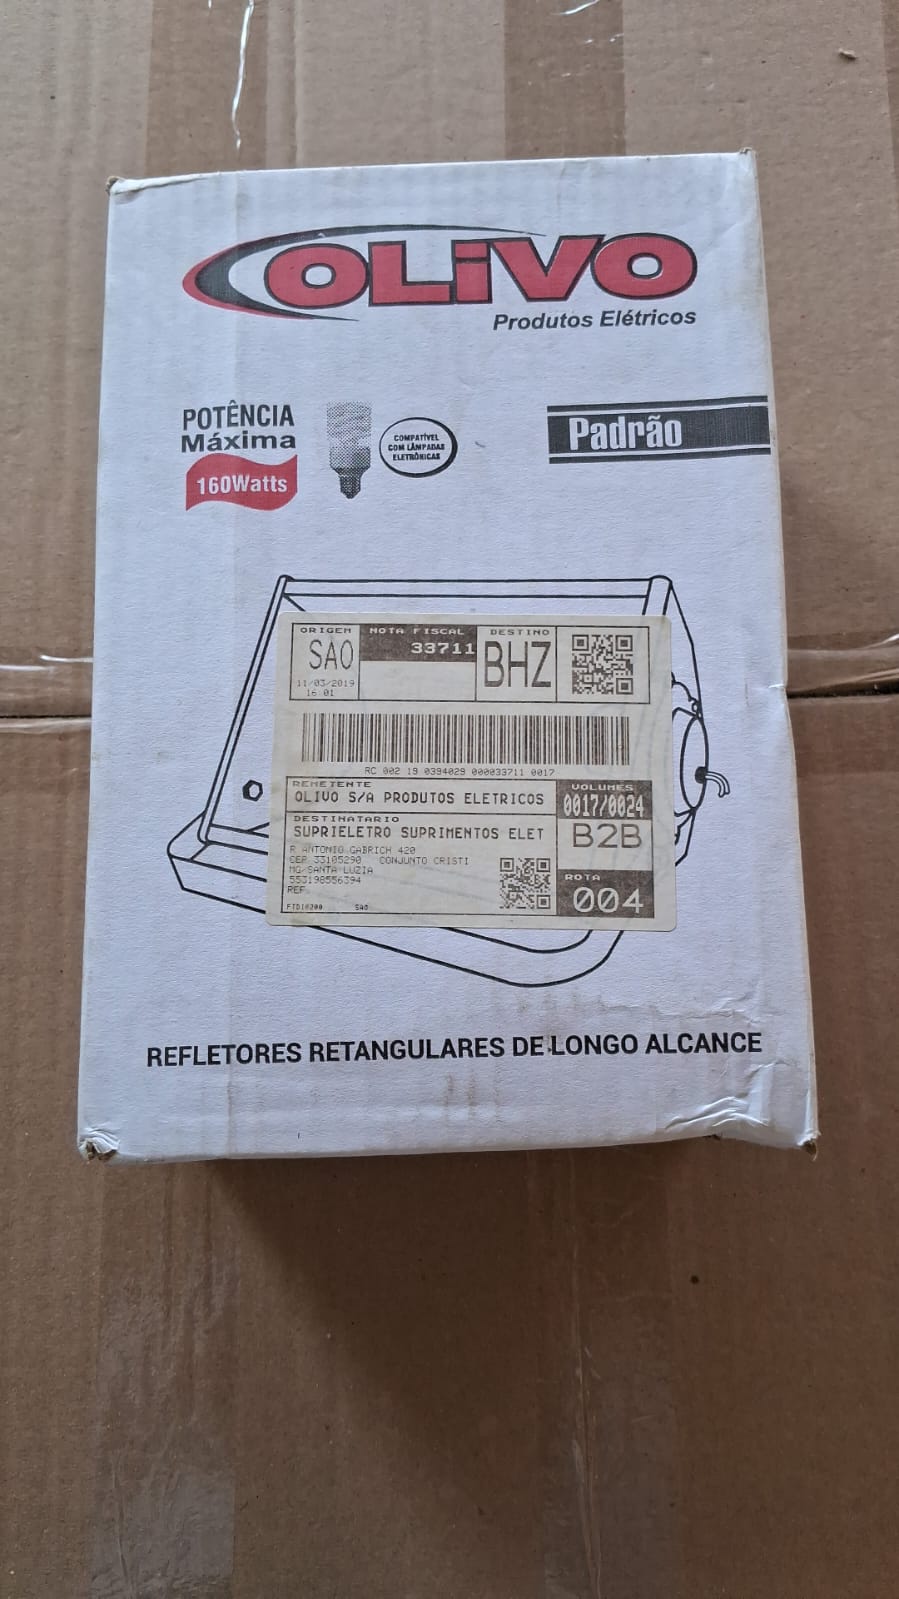 OLiVO
Produtos Elétricos
POTÊNCIA
Máxima
160Watts
COMPATÍVEL
COM LÂMPADAS
ELETRÔNICAS
Padrão
ORIGEM
SAO
11/03/2019
16:01
NOTA FISCAL
33711
DESTINO
BHZ
RC 002 19 0394029 000033711 0017
REMETENTE
OLIVO S/A PRODUTOS ELETRICOS
VOLUMES
0017/0024
DESTINATARIO
SUPRIELETRO SUPRIMENTOS ELET
B2B
R ANTONIO GABRICH 420
CEP 33105290 CONJUNTO CRISTI
MG/SANTA LUZIA
553198556394
REF
ROTA
004
SAO
REFLETORES RETANGULARES DE LONGO ALCANCE